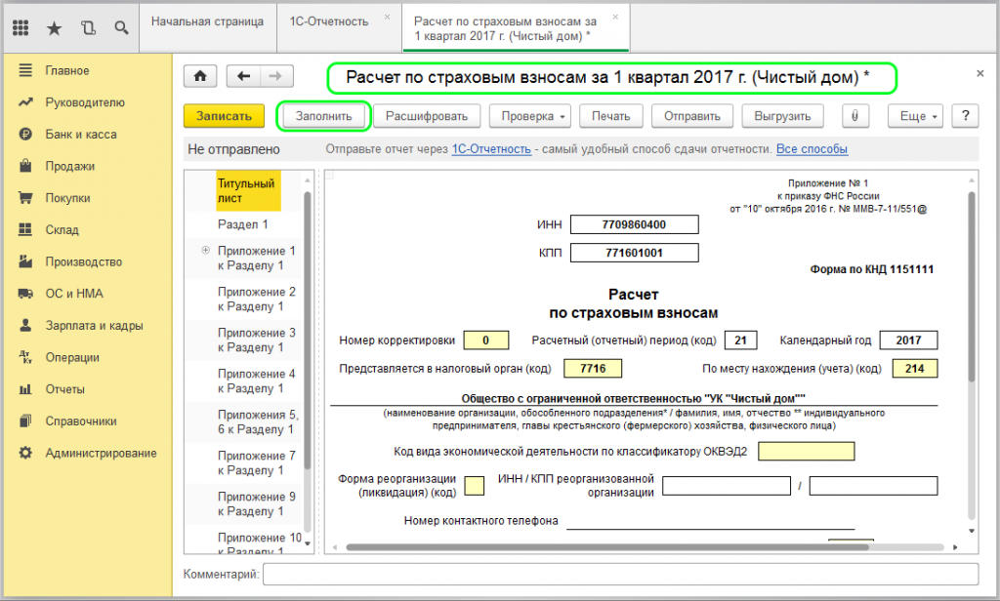 Начальная страница
1С-Отчетность
Расчет по страховым взносам за
1 квартал 2017 г. (Чистый дом) *
Главное
Руководителю
Банк и касса
Продажи
Покупки
Склад
Производство
ОС и НМА
Зарплата и кадры
Операции
Отчеты
Справочники
Администрирование
Расчет по страховым взносам за 1 квартал 2017 г. (Чистый дом) *
Записать Заполнить Расшифровать Проверка Печать Отправить Выгрузить Еще ?
Не отправлено Отправьте отчет через 1С-Отчетность - самый удобный способ сдачи отчетности. Все способы
Титульный
лист
Раздел 1
Приложение 1
к Разделу 1
Приложение 2
к Разделу 1
Приложение 3
к Разделу 1
Приложение 4
к Разделу 1
Приложения 5,
6 к Разделу 1
Приложение 7
к Разделу 1
Приложение 9
к Разделу 1
Приложение 10
к Разделу 1
Приложение № 1
к приказу ФНС России
от "10" октября 2016 г. № ММВ-7-11/551@
ИНН 7709860400
КПП 771601001
Форма по КНД 1151111
Расчет
по страховым взносам
Номер корректировки 0 Расчетный (отчетный) период (код) 21 Календарный год 2017
Представляется в налоговый орган (код) 7716 По месту нахождения (учета) (код) 214
Общество с ограниченной ответственностью "УК "Чистый дом""
(наименование организации, обособленного подразделения* / фамилия, имя, отчество ** индивидуального
предпринимателя, главы крестьянского (фермерского) хозяйства, физического лица)
Код вида экономической деятельности по классификатору ОКВЭД2
Форма реорганизации
(ликвидация) (код)
ИНН / КПП реорганизованной
организации
/
Номер контактного телефона
Комментарий: